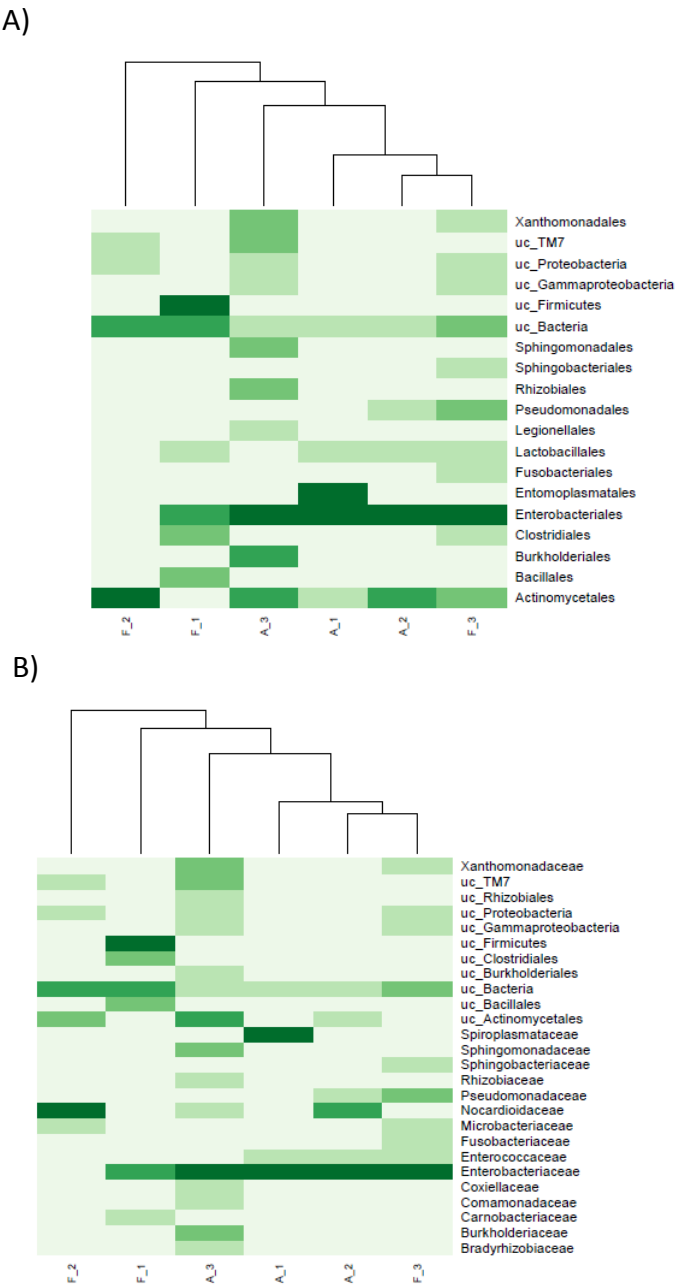 A)
Xanthomonadales
uc_TM7
uc_Proteobacteria
uc_Gammaproteobacteria
uc_Firmicutes
uc_Bacteria
Sphingomonadales
Sphingobacteriales
Rhizobiales
Pseudomonadales
Legionellales
Lactobacillales
Fusobacteriales
Entomoplasmatales
Enterobacteriales
Clostridiales
Burkholderiales
Bacillales
Actinomycetales
F_2 F_1 A_3 A_1 A_2 F_3
B)
Xanthomonadaceae
uc_TM7
uc_Rhizobiales
uc_Proteobacteria
uc_Gammaproteobacteria
uc_Firmicutes
uc_Clostridiales
uc_Burkholderiales
uc_Bacteria
uc_Bacillales
uc_Actinomycetales
Spiroplasmataceae
Sphingomonadaceae
Sphingobacteriaceae
Rhizobiaceae
Pseudomonadaceae
Nocardioidaceae
Microbacteriaceae
Fusobacteriaceae
Enterococcaceae
Enterobacteriaceae
Coxiellaceae
Comamonadaceae
Carnobacteriaceae
Burkholderiaceae
Bradyrhizobiaceae
F_2 F_1 A_3 A_1 A_2 F_3